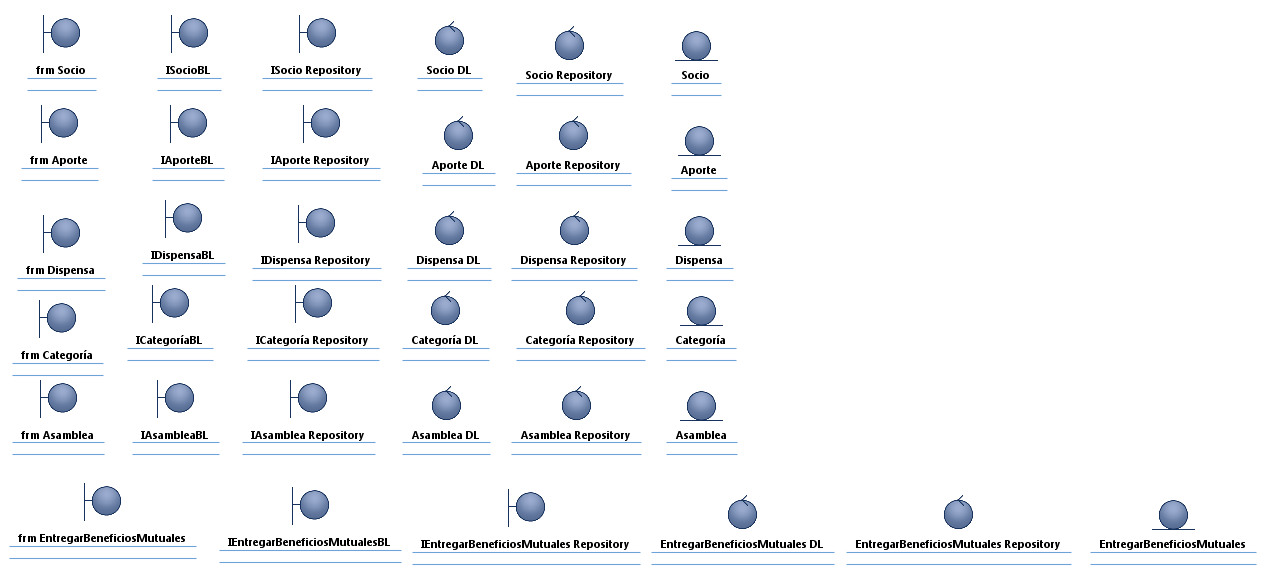 frm Socio
ISocioBL
ISocio Repository
Socio DL
Socio Repository
Socio
frm Aporte
IAporteBL
IAporte Repository
Aporte DL
Aporte Repository
Aporte
frm Dispensa
IDispensaBL
IDispensa Repository
Dispensa DL
Dispensa Repository
Dispensa
frm Categoría
ICategoríaBL
ICategoría Repository
Categoría DL
Categoría Repository
Categoría
frm Asamblea
IAsambleaBL
IAsamblea Repository
Asamblea DL
Asamblea Repository
Asamblea
frm EntregarBeneficiosMutuales
IEntregarBeneficiosMutualesBL
IEntregarBeneficiosMutuales Repository
EntregarBeneficiosMutuales DL
EntregarBeneficiosMutuales Repository
EntregarBeneficiosMutuales